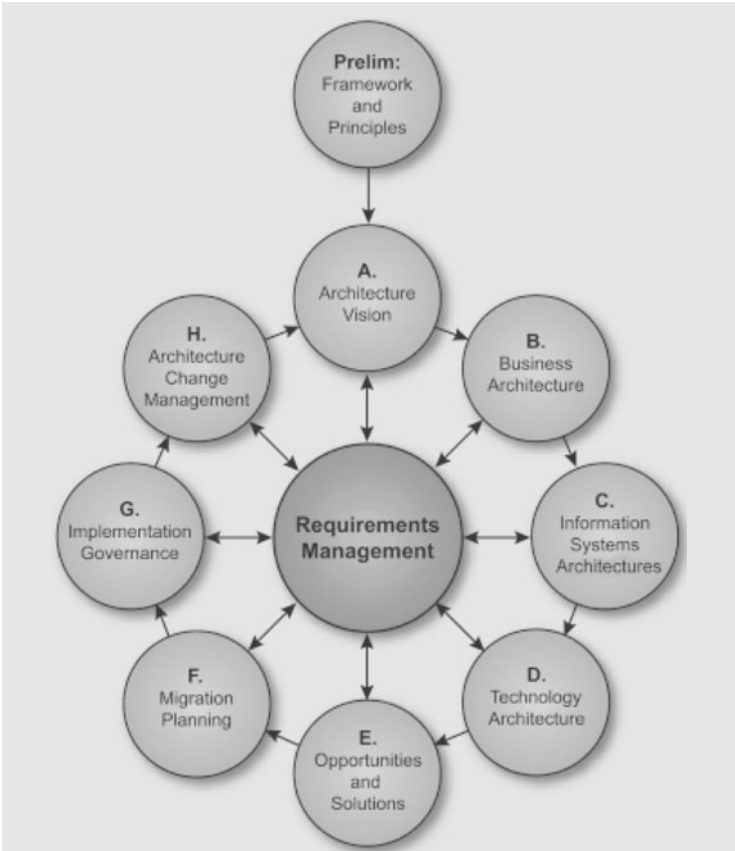 Prelim:
Framework
and
Principles
A.
Architecture
Vision
H.
Architecture
Change
Management
B.
Business
Architecture
G.
Implementation
Governance
Requirements
Management
C.
Information
Systems
Architectures
F.
Migration
Planning
D.
Technology
Architecture
E.
Opportunities
and
Solutions